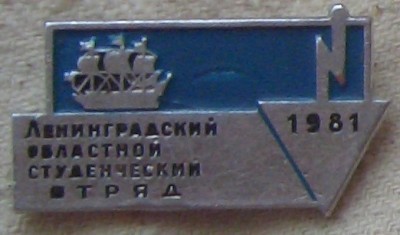 Ленинградский
областной
студенческий
отряд
1981